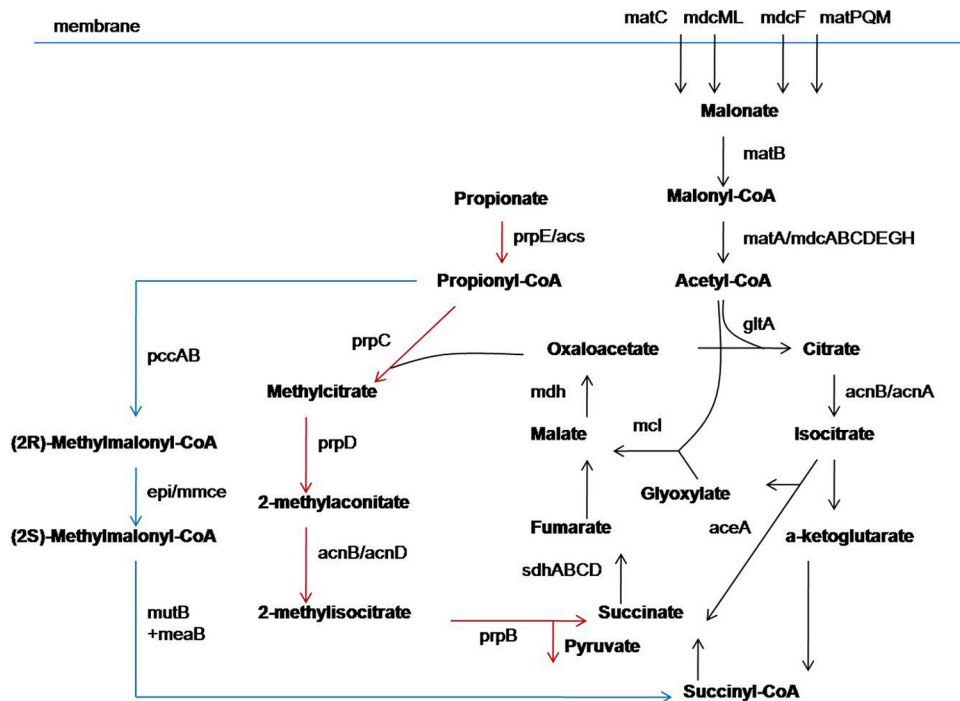 membrane
matC mdcML mdcF matPQM
Malonate
matB
Malonyl-CoA
Propionate
prpE/acs
matA/mdcABCDEGH
Propionyl-CoA
Acetyl-CoA
gltA
prpC
pccAB
Oxaloacetate
Citrate
Methylcitrate
mdh
acnB/acnA
(2R)-Methylmalonyl-CoA
prpD
Malate
mcl
Isocitrate
epi/mmce
2-methylaconitate
Glyoxylate
(2S)-Methylmalonyl-CoA
Fumarate
aceA
a-ketoglutarate
acnB/acnD
sdhABCD
mutB
+meaB
2-methylisocitrate
prpB
Succinate
Pyruvate
Succinyl-CoA